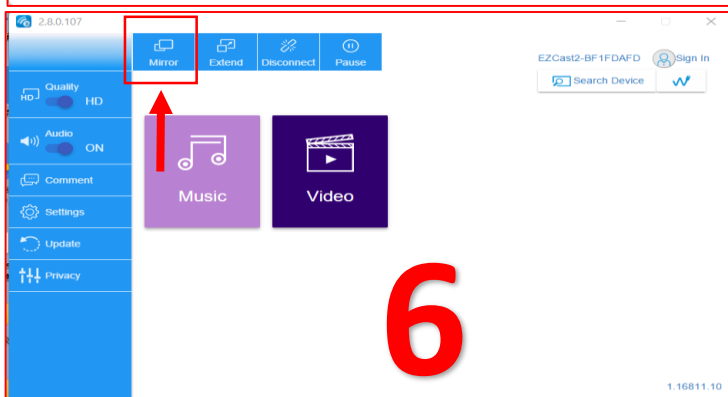 2.8.0.107
Mirror Extend Disconnect Pause
EZCast2-BF1FDAFD Sign In
Search Device
HD Quality HD
Audio ON
Comment
Settings
Update
Privacy
Music Video
6
1.16811.10